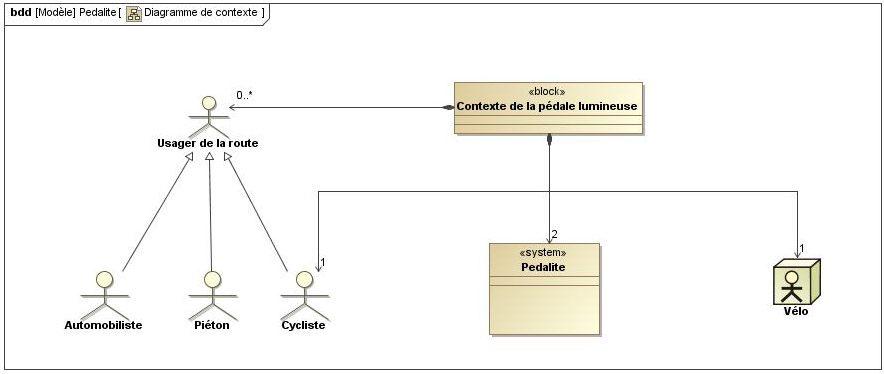 bdd [Modèle] Pedalite [ Diagramme de contexte ]
«block»
Contexte de la pédale lumineuse
0..*
Usager de la route
1
2
1
«system»
Pedalite
Automobiliste
Piéton
Cycliste
Vélo